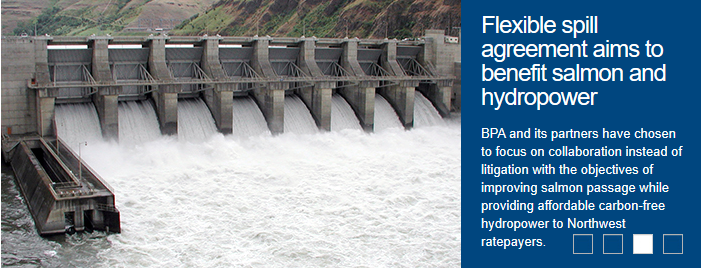 Flexible spill
agreement aims to
benefit salmon and
hydropower
BPA and its partners have chosen
to focus on collaboration instead of
litigation with the objectives of
improving salmon passage while
providing affordable carbon-free
hydropower to Northwest
ratepayers.